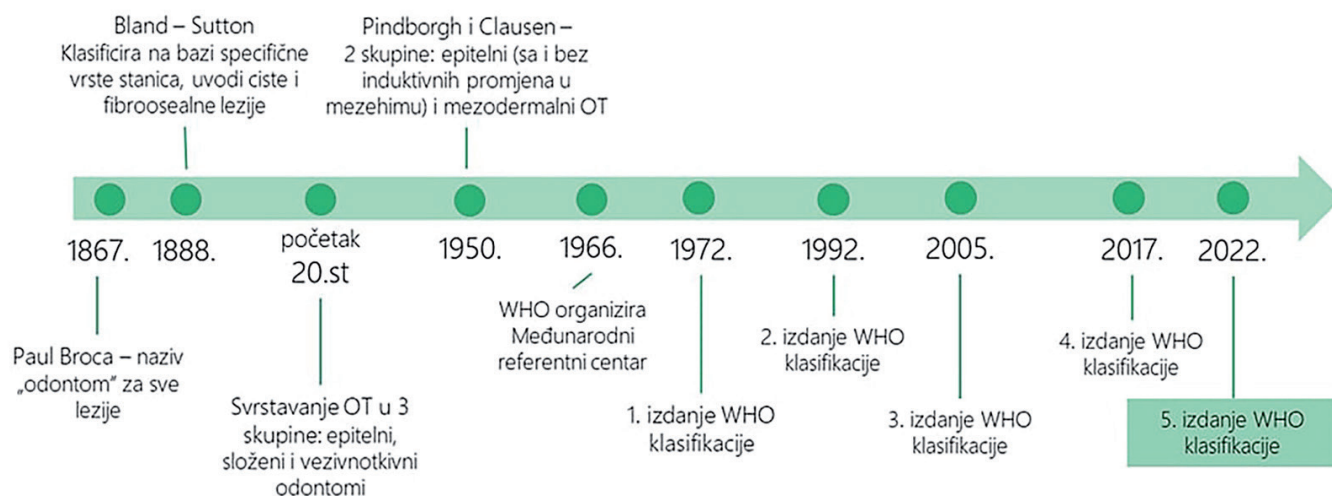 Bland – Sutton
Klasificira na bazi specifične
vrste stanica, uvodi ciste i
fibroosealne lezije
Pindborgh i Clausen –
2 skupine: epitelni (sa i bez
induktivnih promjena u
mezehimu) i mezodermalni OT
1867.
1888.
početak
20.st
1950.
1966.
1972.
1992.
2005.
2017.
2022.
Paul Broca – naziv
„odontom“ za sve
lezije
Svrstavanje OT u 3
skupine: epitelni,
složeni i vezivnotkivni
odontomi
WHO organizira
Međunarodni
referentni centar
1. izdanje WHO
klasifikacije
2. izdanje WHO
klasifikacije
3. izdanje WHO
klasifikacije
4. izdanje WHO
klasifikacije
5. izdanje WHO
klasifikacije